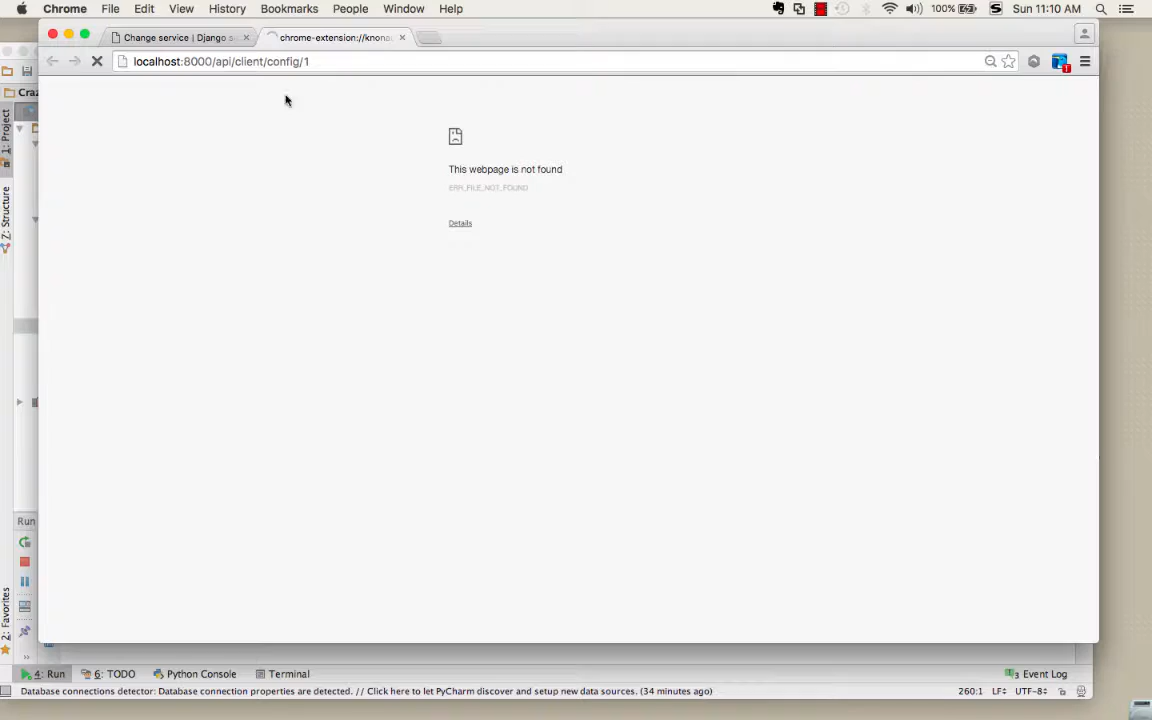 Chrome File Edit View History Bookmarks People Window Help 100% S Sun 11:10 AM
Change service | Django s
chrome-extension://knona
localhost:8000/api/client/config/1
Craz
1: Project
Z: Structure
2: Favorites
This webpage is not found
ERR_FILE_NOT_FOUND
Details
Run
4: Run 6: TODO Python Console Terminal 3 Event Log
Database connections detector: Database connection properties are detected. // Click here to let PyCharm discover and setup new data sources. (34 minutes ago) 260:1 LF UTF-8